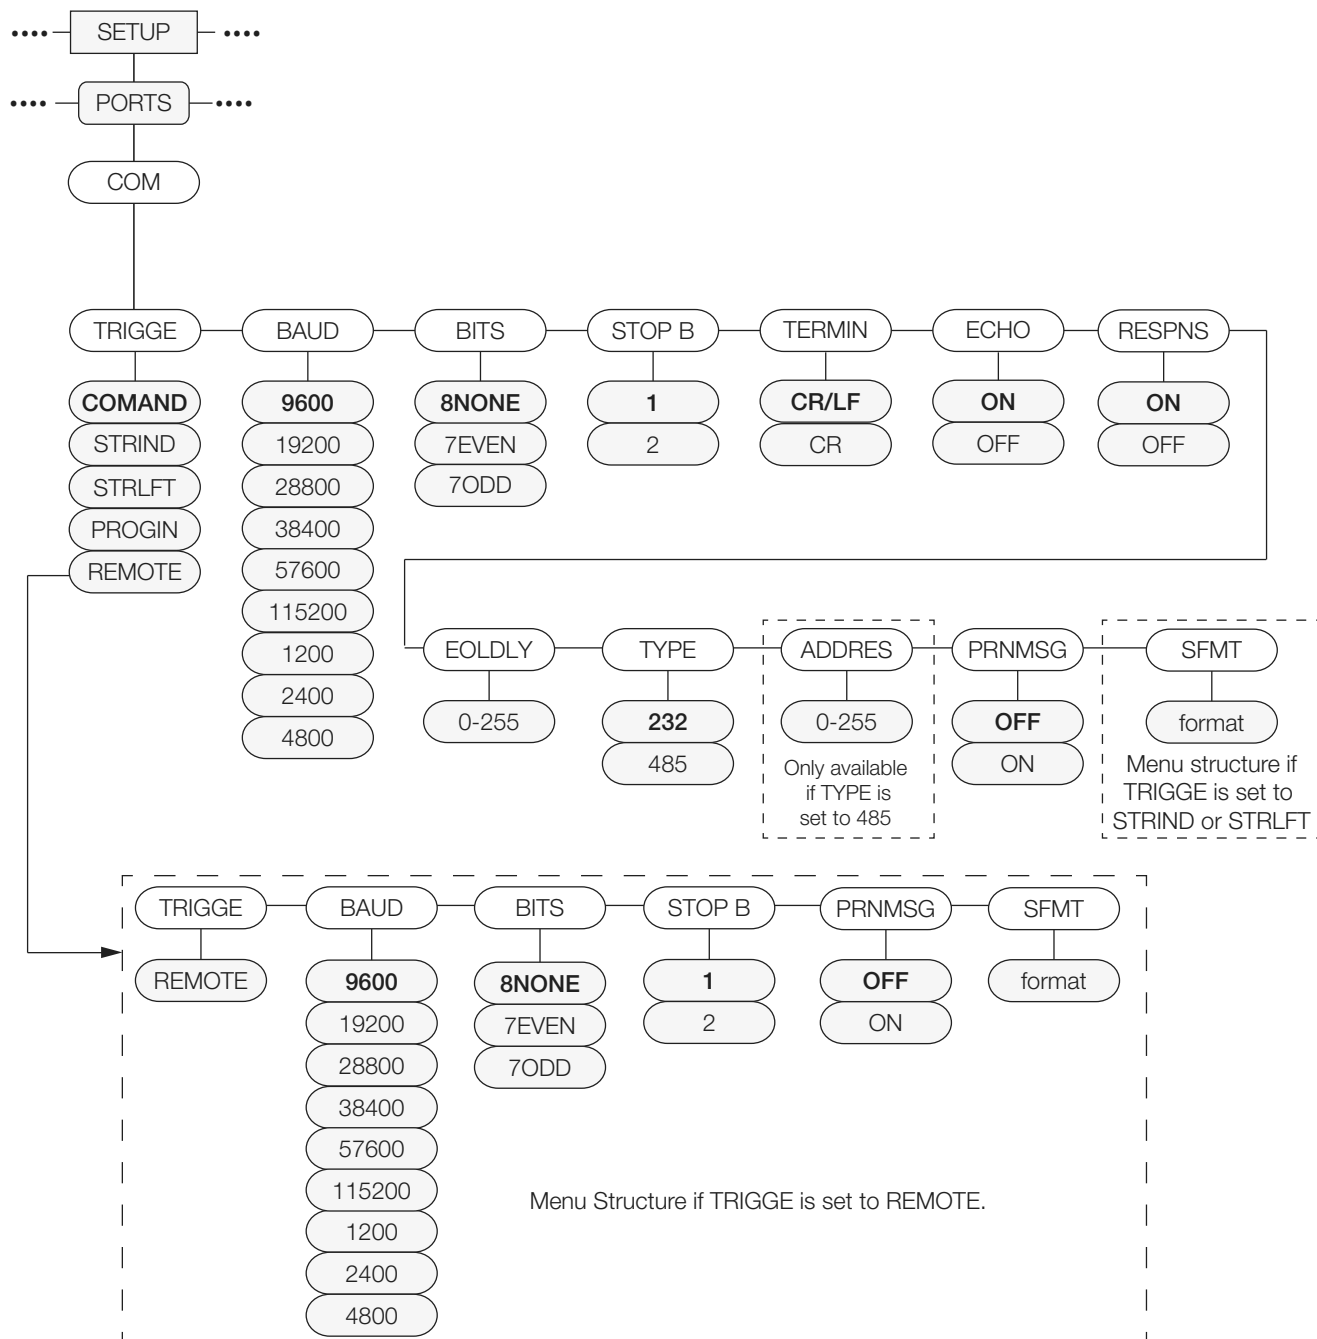 SETUP
PORTS
COM
TRIGGE BAUD BITS STOP B TERMIN ECHO RESPNS
COMAND 9600 8NONE 1 CR/LF ON ON
STRIND 19200 7EVEN 2 CR OFF OFF
STRLFT 28800 7ODD
PROGIN 38400
REMOTE 57600
115200
1200
2400
4800
EOLDLY TYPE ADDRES PRNMSG SFMT
0-255 232 0-255 OFF format
485 ON
Only available
if TYPE is
set to 485
Menu structure if
TRIGGE is set to
STRIND or STRLFT
TRIGGE BAUD BITS STOP B PRNMSG SFMT
REMOTE 9600 8NONE 1 OFF format
19200 7EVEN 2 ON
28800 7ODD
38400
57600
115200
1200
2400
4800
Menu Structure if TRIGGE is set to REMOTE.